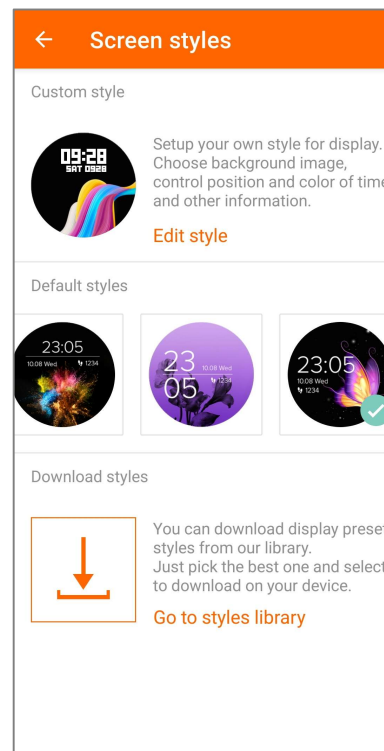 Screen styles
Custom style
09:28
SAT 0928
Setup your own style for display.
Choose background image,
control position and color of time
and other information.
Edit style
Default styles
23:05
10.08 Wed
1234
23
05
10.08 Wed
1234
23:05
10.08 Wed
1234
Download styles
You can download display preset
styles from our library.
Just pick the best one and select
to download on your device.
Go to styles library